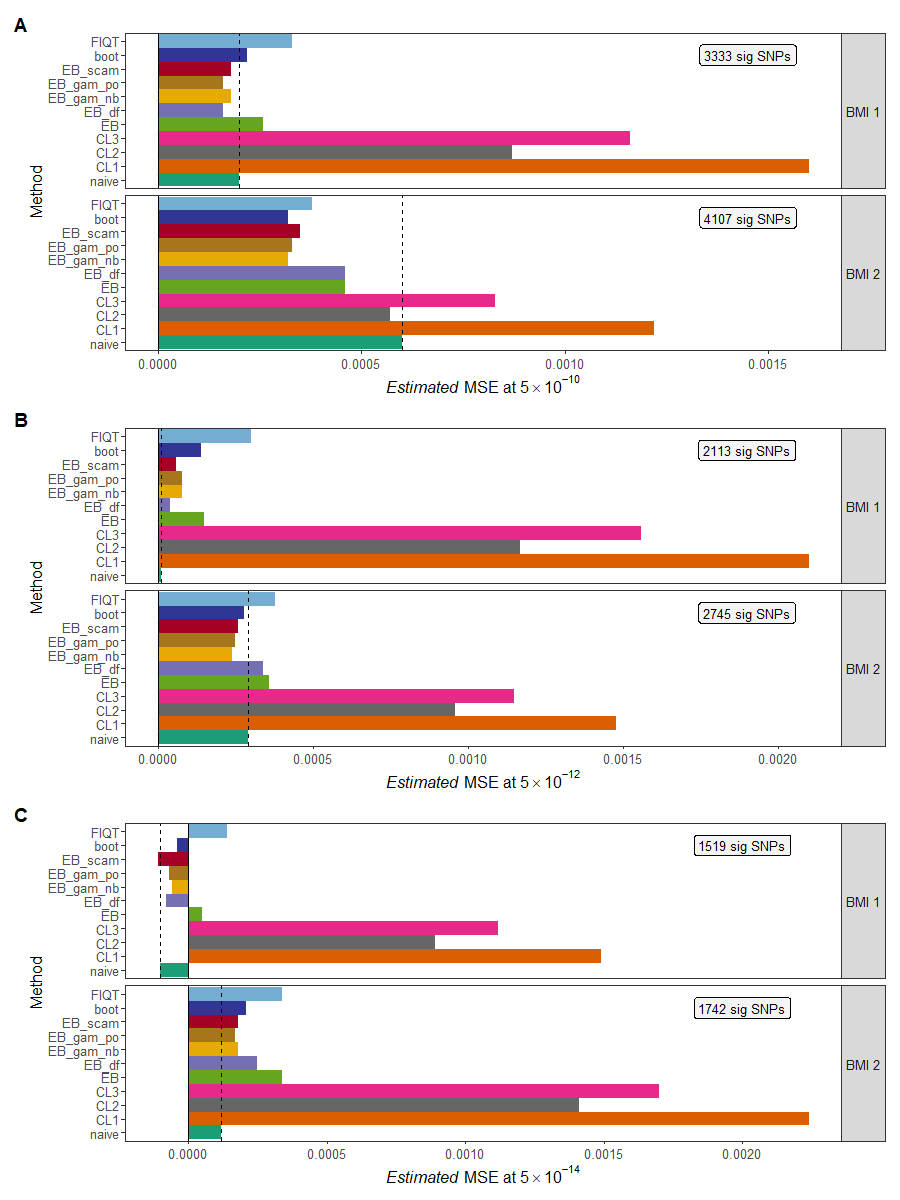 A
FIQT
boot
EB_scam
EB_gam_po
EB_gam_nb
EB_df
EB
CL3
CL2
CL1
naive
3333 sig SNPs
BMI 1
Method
FIQT
boot
EB_scam
EB_gam_po
EB_gam_nb
EB_df
EB
CL3
CL2
CL1
naive
4107 sig SNPs
BMI 2
0.0000 0.0005 0.0010 0.0015
Estimated MSE at 5 × 10^−10
B
FIQT
boot
EB_scam
EB_gam_po
EB_gam_nb
EB_df
EB
CL3
CL2
CL1
naive
2113 sig SNPs
BMI 1
Method
FIQT
boot
EB_scam
EB_gam_po
EB_gam_nb
EB_df
EB
CL3
CL2
CL1
naive
2745 sig SNPs
BMI 2
0.0000 0.0005 0.0010 0.0015 0.0020
Estimated MSE at 5 × 10^−12
C
FIQT
boot
EB_scam
EB_gam_po
EB_gam_nb
EB_df
EB
CL3
CL2
CL1
naive
1519 sig SNPs
BMI 1
Method
FIQT
boot
EB_scam
EB_gam_po
EB_gam_nb
EB_df
EB
CL3
CL2
CL1
naive
1742 sig SNPs
BMI 2
0.0000 0.0005 0.0010 0.0015 0.0020
Estimated MSE at 5 × 10^−14